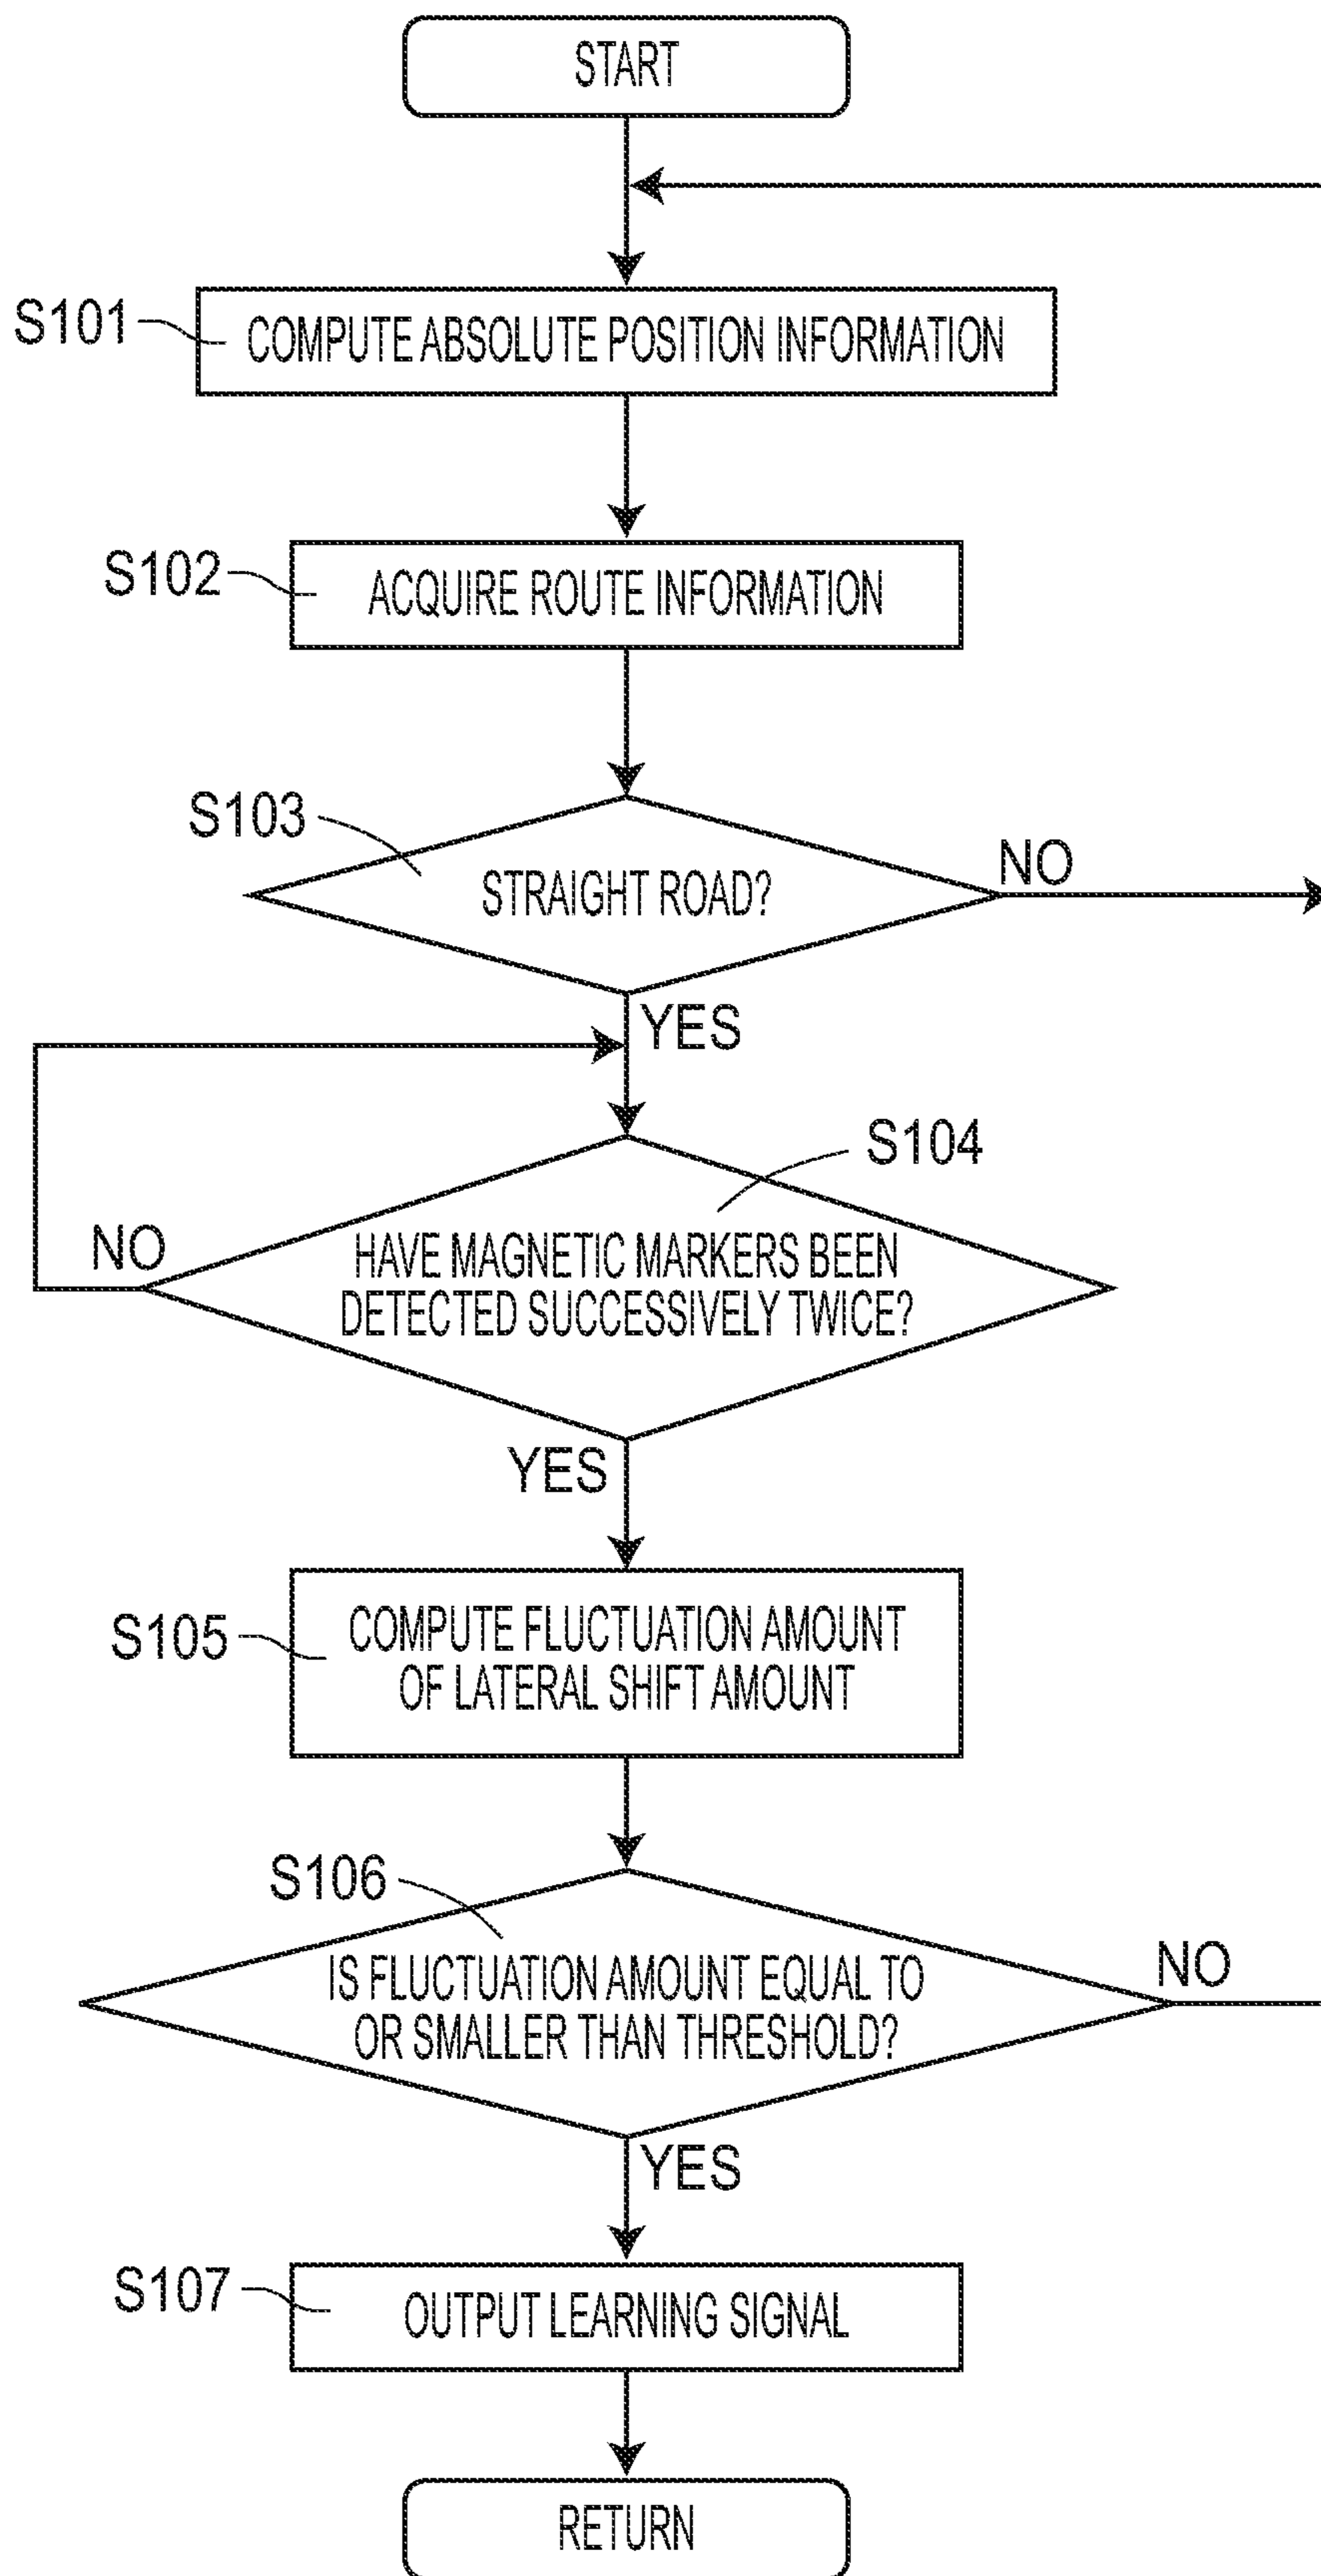 START
S101
COMPUTE ABSOLUTE POSITION INFORMATION
S102
ACQUIRE ROUTE INFORMATION
S103
STRAIGHT ROAD?
NO
YES
S104
NO
HAVE MAGNETIC MARKERS BEEN
DETECTED SUCCESSIVELY TWICE?
YES
S105
COMPUTE FLUCTUATION AMOUNT
OF LATERAL SHIFT AMOUNT
S106
IS FLUCTUATION AMOUNT EQUAL TO
OR SMALLER THAN THRESHOLD?
NO
YES
S107
OUTPUT LEARNING SIGNAL
RETURN